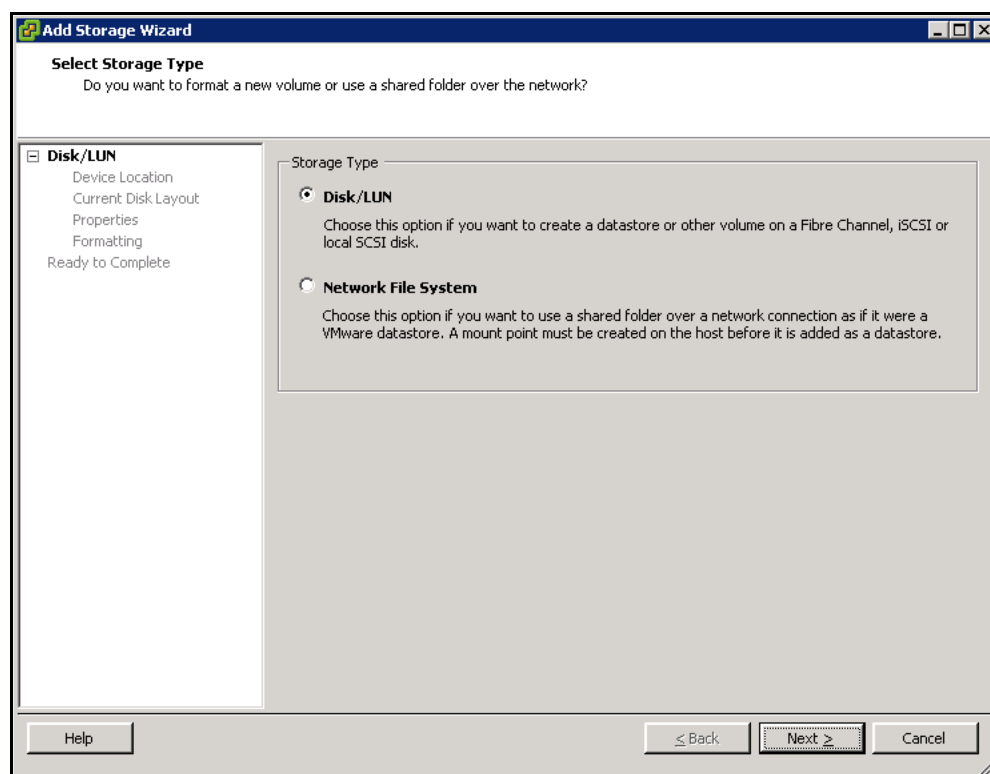 Add Storage Wizard
Select Storage Type
Do you want to format a new volume or use a shared folder over the network?
Disk/LUN
Device Location
Current Disk Layout
Properties
Formatting
Ready to Complete
Storage Type
Disk/LUN
Choose this option if you want to create a datastore or other volume on a Fibre Channel, iSCSI or
local SCSI disk.
Network File System
Choose this option if you want to use a shared folder over a network connection as if it were a
VMware datastore. A mount point must be created on the host before it is added as a datastore.
Help
< Back
Next >
Cancel